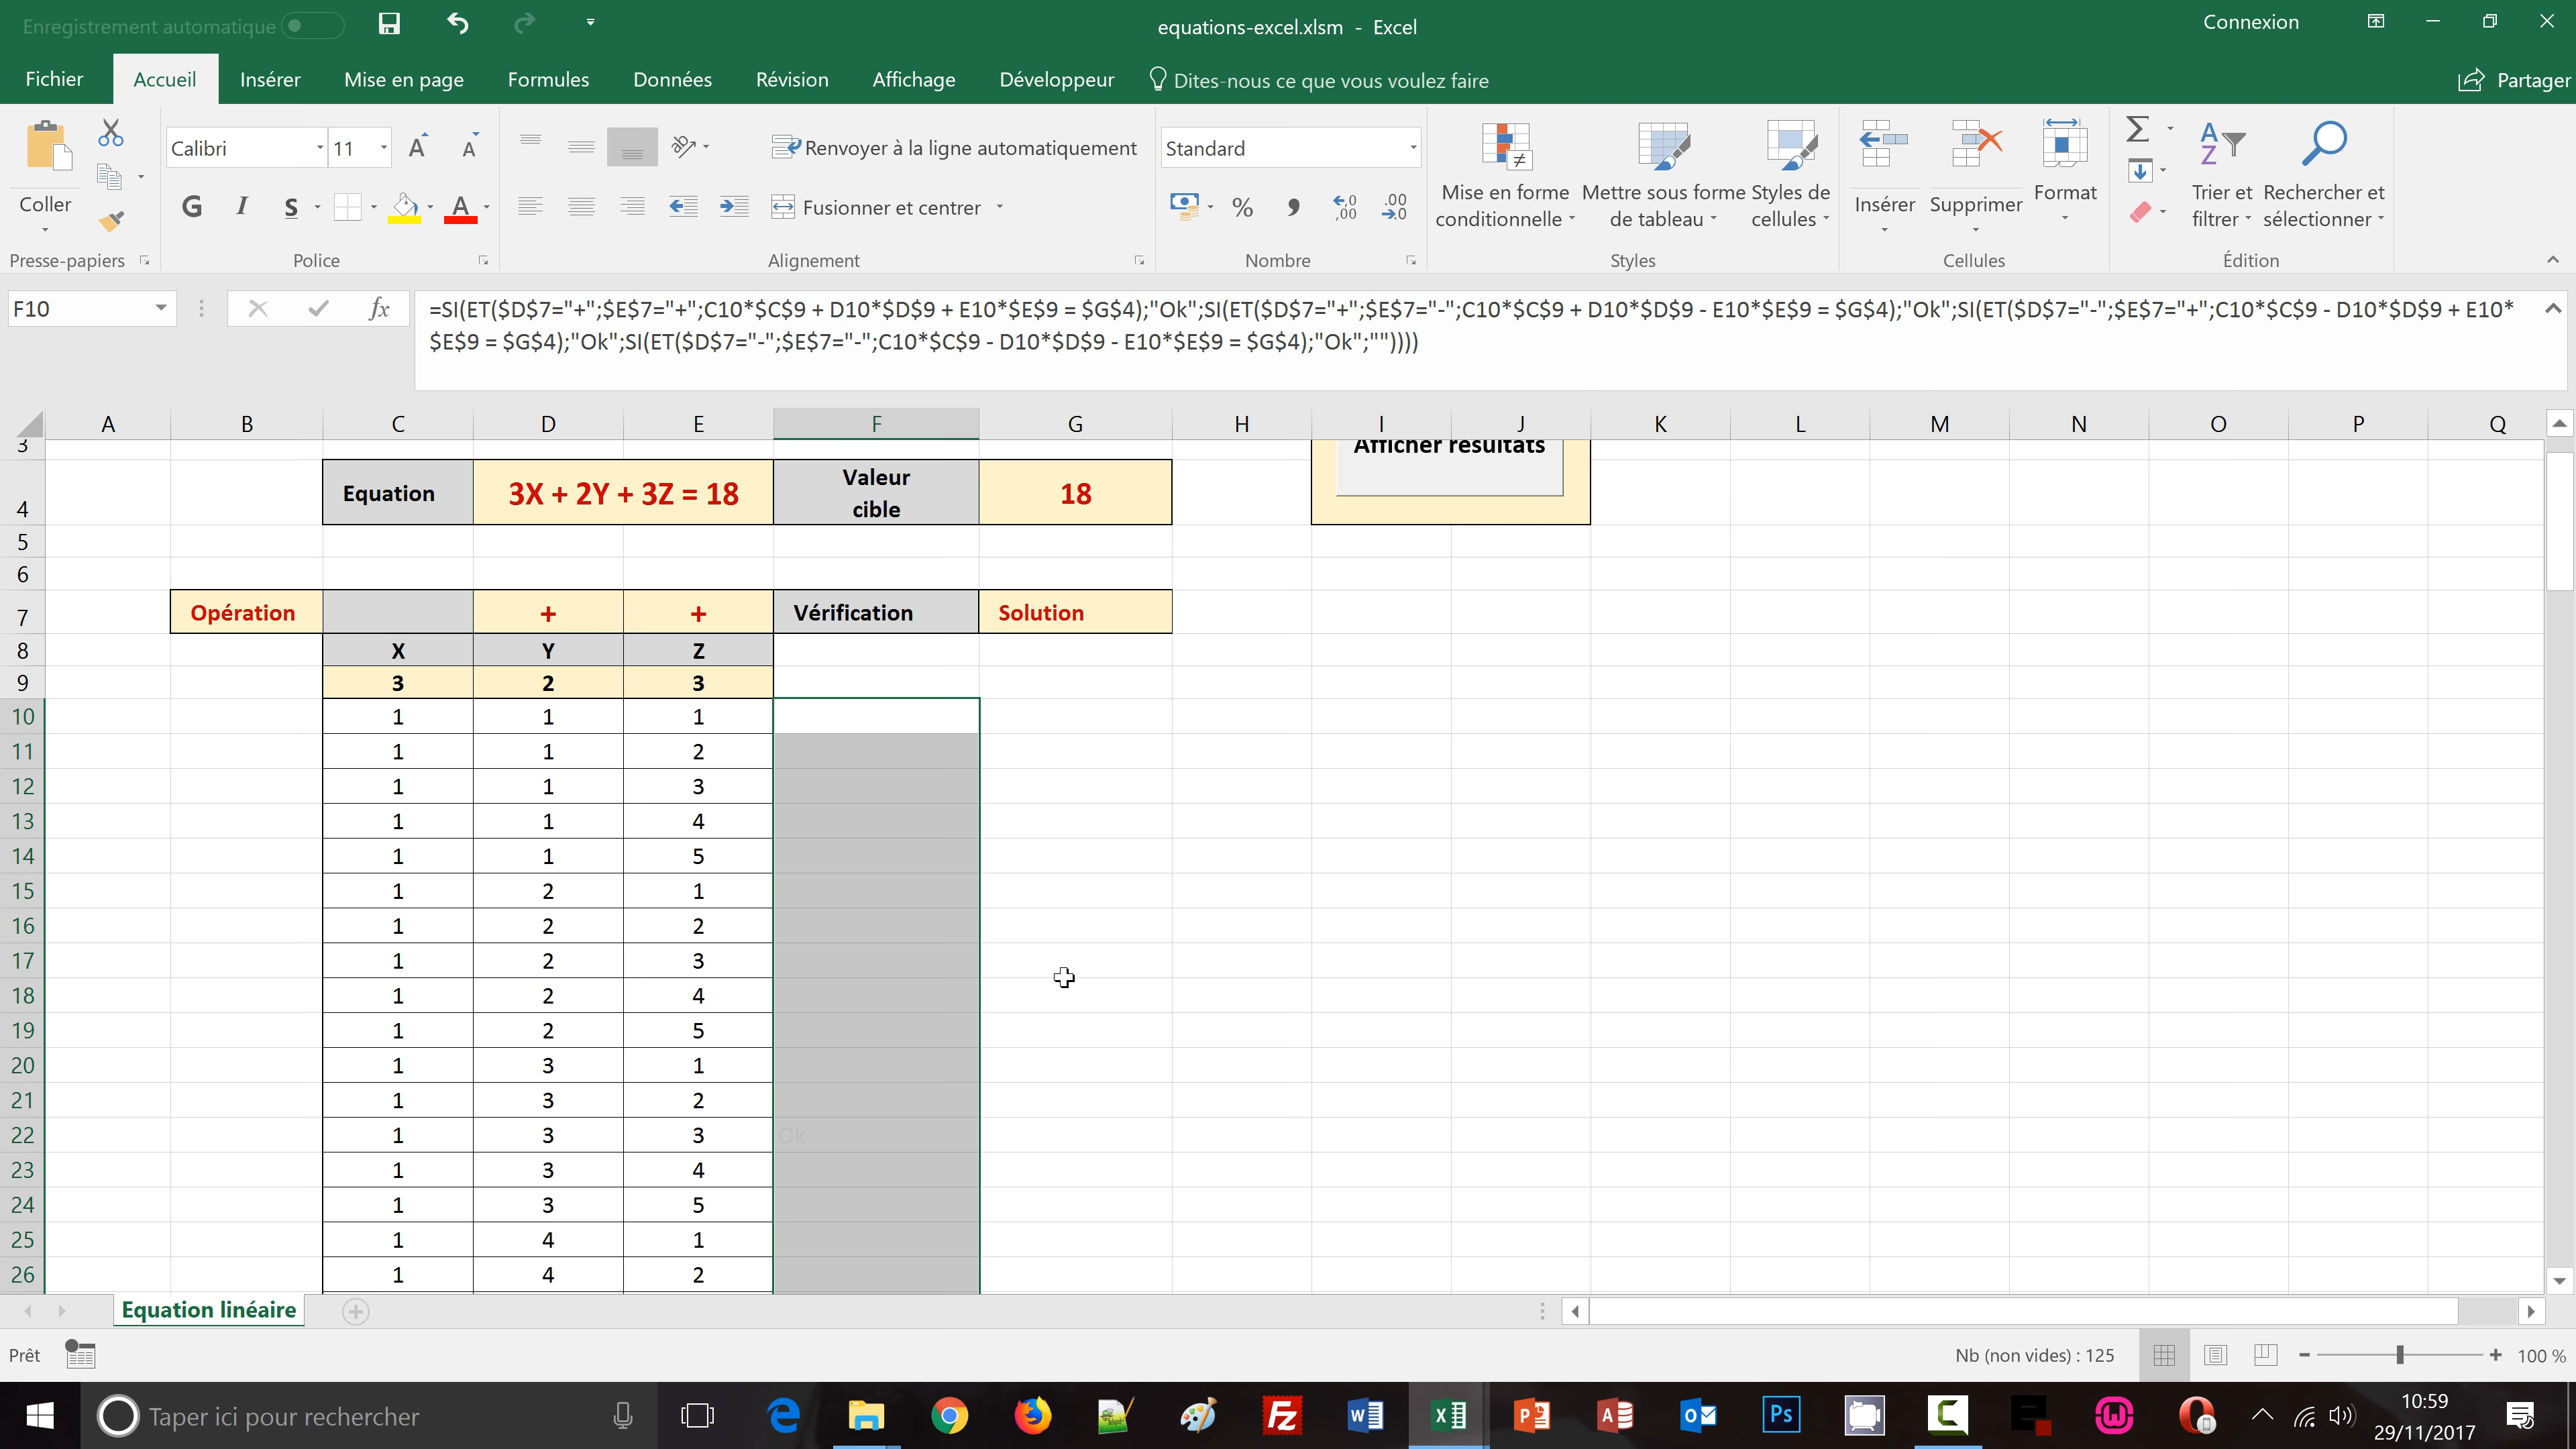 Enregistrement automatique
equations-excel.xlsm - Excel
Connexion
Fichier Accueil Insérer Mise en page Formules Données Révision Affichage Développeur Dites-nous ce que vous voulez faire Partager
Coller
Presse-papiers
Calibri 11
G I S
Police
Renvoyer à la ligne automatiquement
Fusionner et centrer
Alignement
Standard
Nombre
Mise en forme conditionnelle
Mettre sous forme de tableau
Styles de cellules
Styles
Insérer Supprimer Format
Cellules
Trier et filtrer
Rechercher et sélectionner
Édition
F10
fx
=SI(ET($D$7="+";$E$7="+";C10*$C$9 + D10*$D$9 + E10*$E$9 = $G$4);"Ok";SI(ET($D$7="+";$E$7="-";C10*$C$9 + D10*$D$9 - E10*$E$9 = $G$4);"Ok";SI(ET($D$7="-";$E$7="+";C10*$C$9 - D10*$D$9 + E10*
$E$9 = $G$4);"Ok";SI(ET($D$7="-";$E$7="-";C10*$C$9 - D10*$D$9 - E10*$E$9 = $G$4);"Ok";""))))
A B C D E F G H I J K L M N O P Q
3 Afficher résultats
4 Equation 3X + 2Y + 3Z = 18 Valeur cible 18
5
6
7 Opération + + Vérification Solution
8 X Y Z
9 3 2 3
10 1 1 1
11 1 1 2
12 1 1 3
13 1 1 4
14 1 1 5
15 1 2 1
16 1 2 2
17 1 2 3
18 1 2 4
19 1 2 5
20 1 3 1
21 1 3 2
22 1 3 3 Ok
23 1 3 4
24 1 3 5
25 1 4 1
26 1 4 2
Equation linéaire
Prêt
Nb (non vides) : 125
100 %
Taper ici pour rechercher
10:59
29/11/2017